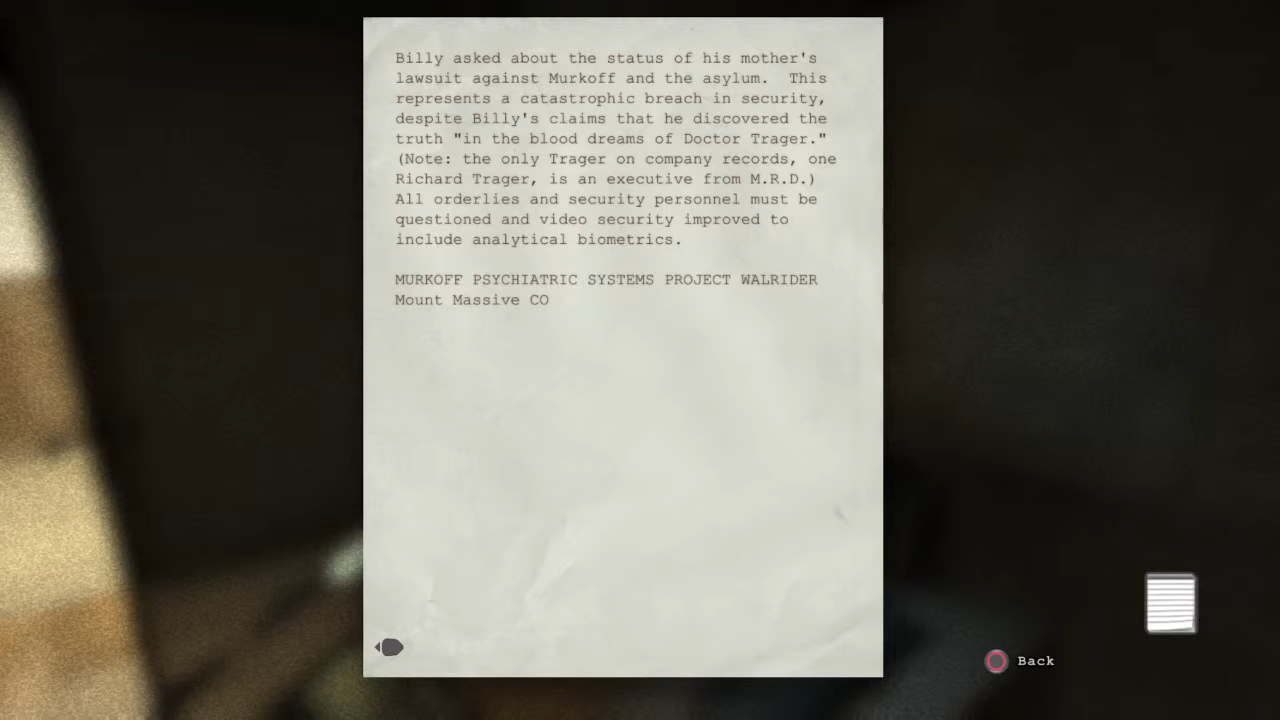 Billy asked about the status of his mother's
lawsuit against Murkoff and the asylum.  This
represents a catastrophic breach in security,
despite Billy's claims that he discovered the
truth "in the blood dreams of Doctor Trager."
(Note: the only Trager on company records, one
Richard Trager, is an executive from M.R.D.)
All orderlies and security personnel must be
questioned and video security improved to
include analytical biometrics.

MURKOFF PSYCHIATRIC SYSTEMS PROJECT WALRIDER
Mount Massive CO
Back